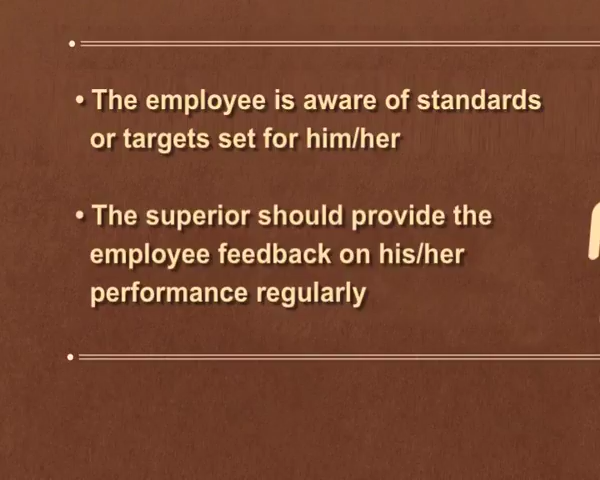 • The employee is aware of standards
or targets set for him/her
• The superior should provide the
employee feedback on his/her
performance regularly